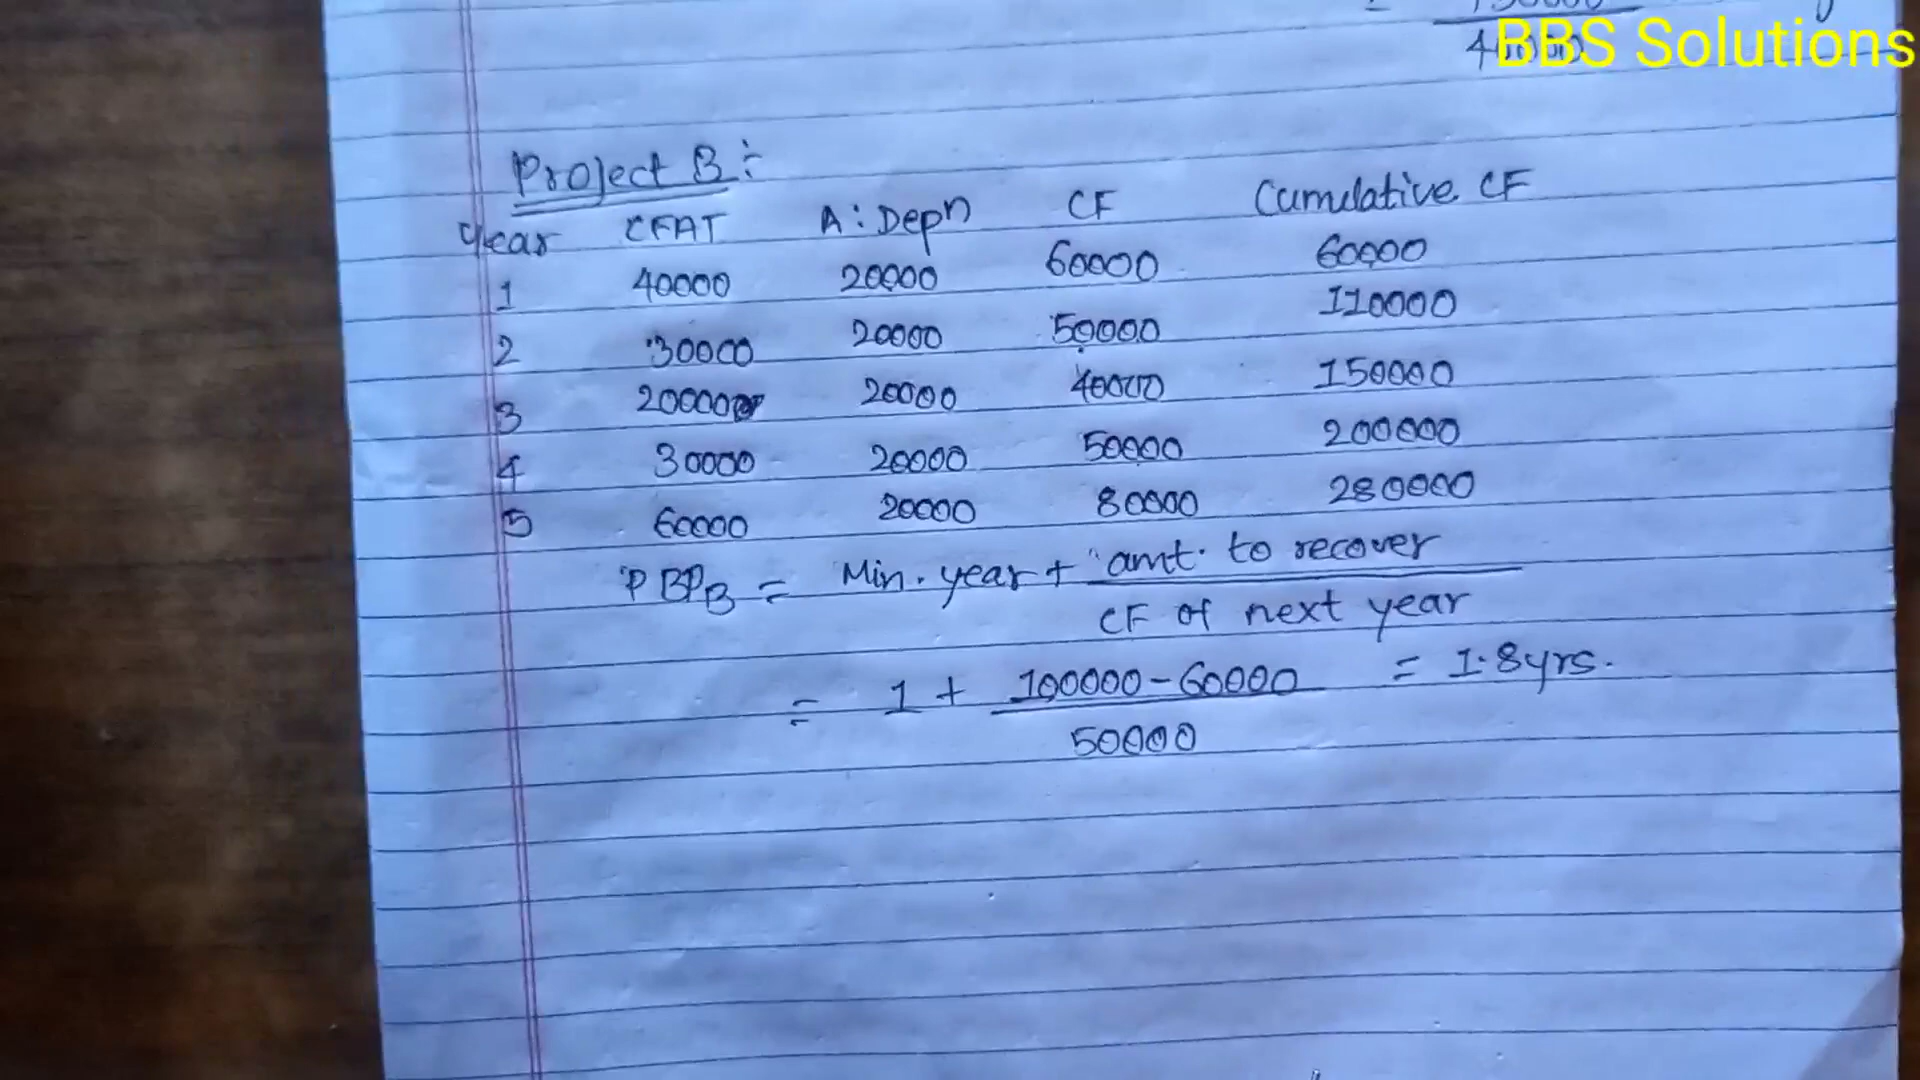 BBS Solutions
Project B:
Year CFAT A: Depn CF Cumulative CF
1 40000 20000 60000 60000
2 30000 20000 50000 110000
3 20000 20000 40000 150000
4 30000 20000 50000 200000
5 60000 20000 80000 280000
PBPB = Min. year + amt. to recover
CF of next year
= 1 + 100000-60000 = 1.8yrs.
50000